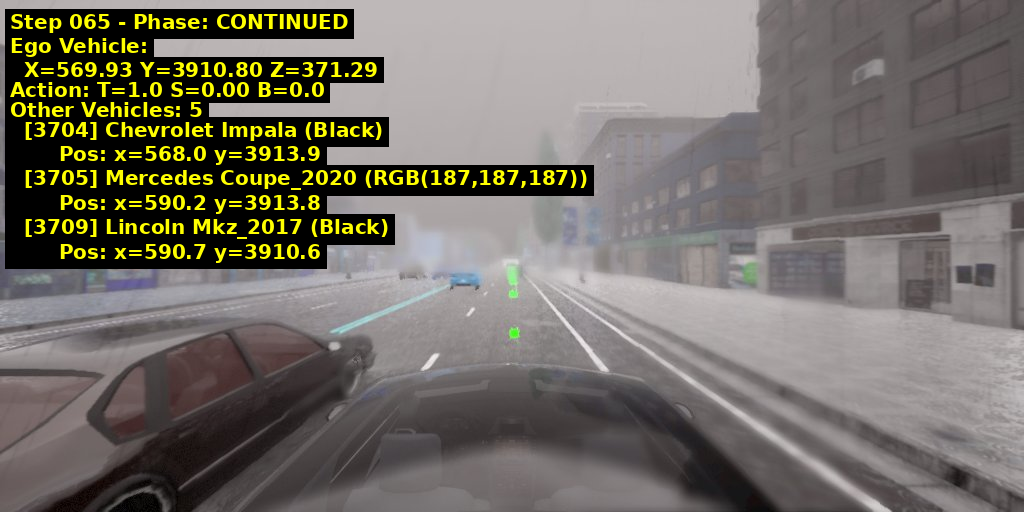 Step 065 - Phase: CONTINUED
Ego Vehicle:
X=569.93 Y=3910.80 Z=371.29
Action: T=1.0 S=0.00 B=0.0
Other Vehicles: 5
[3704] Chevrolet Impala (Black)
Pos: x=568.0 y=3913.9
[3705] Mercedes Coupe_2020 (RGB(187,187,187))
Pos: x=590.2 y=3913.8
[3709] Lincoln Mkz_2017 (Black)
Pos: x=590.7 y=3910.6